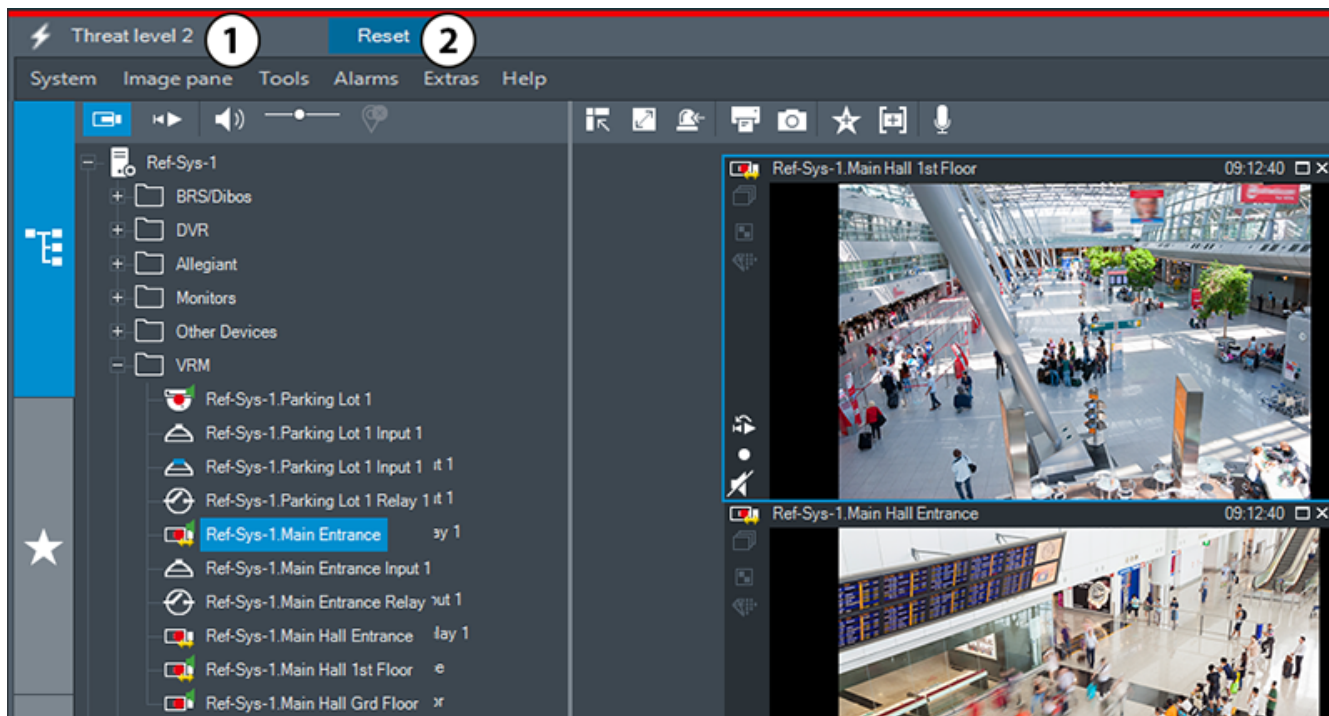 Threat level 2 1 Reset 2
System Image pane Tools Alarms Extras Help
Ref-Sys-1
BRS/Dibos
DVR
Allegiant
Monitors
Other Devices
VRM
Ref-Sys-1.Parking Lot 1
Ref-Sys-1.Parking Lot 1 Input 1
Ref-Sys-1.Parking Lot 1 Input 1
Ref-Sys-1.Parking Lot 1 Relay 1
Ref-Sys-1.Main Entrance
Ref-Sys-1.Main Entrance Input 1
Ref-Sys-1.Main Entrance Relay
Ref-Sys-1.Main Hall Entrance
Ref-Sys-1.Main Hall 1st Floor
Ref-Sys-1.Main Hall Grd Floor
Ref-Sys-1.Main Hall 1st Floor 09:12:40
Ref-Sys-1.Main Hall Entrance 09:12:40